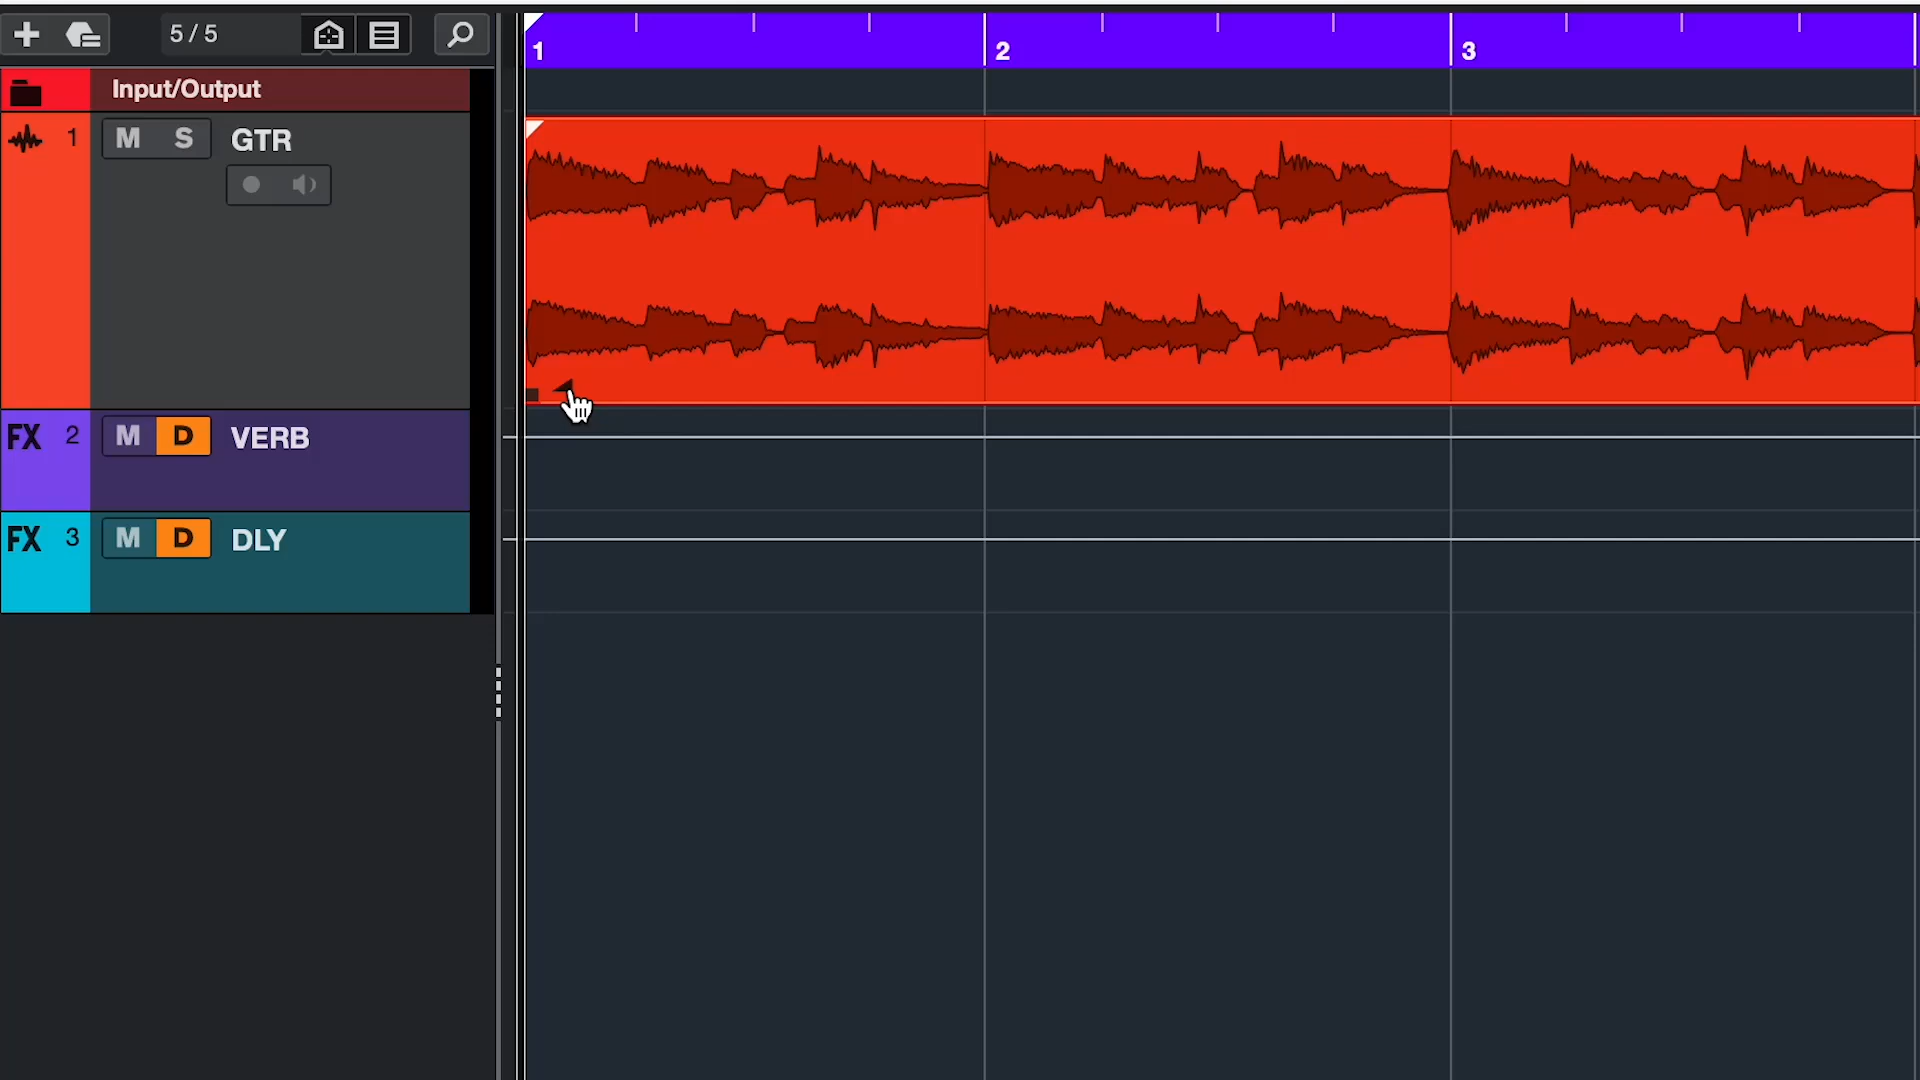 5 / 5
1 2 3
Input/Output
1 M S GTR
FX 2 M D VERB
FX 3 M D DLY